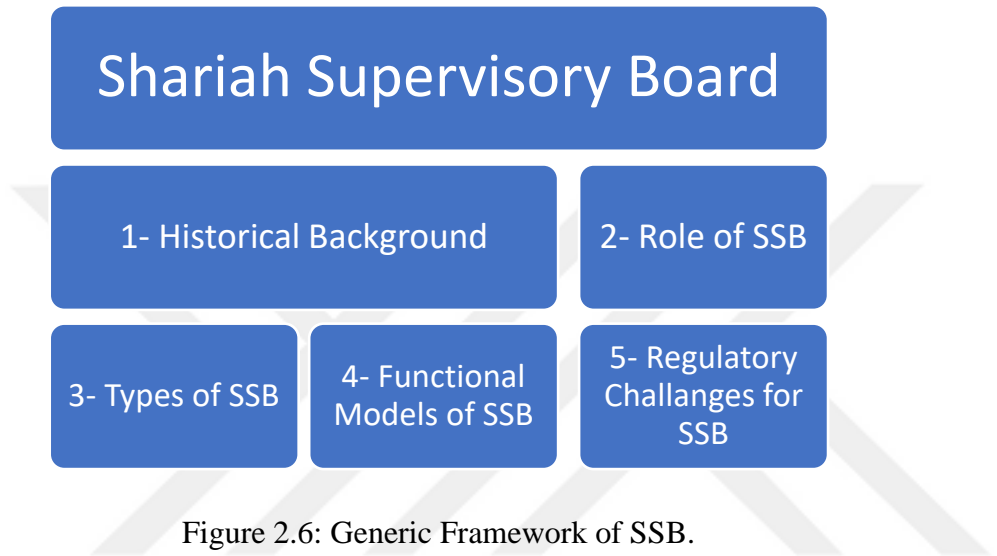 Shariah Supervisory Board
1- Historical Background
2- Role of SSB
3- Types of SSB
4- Functional
Models of SSB
5- Regulatory
Challanges for
SSB
Figure 2.6: Generic Framework of SSB.